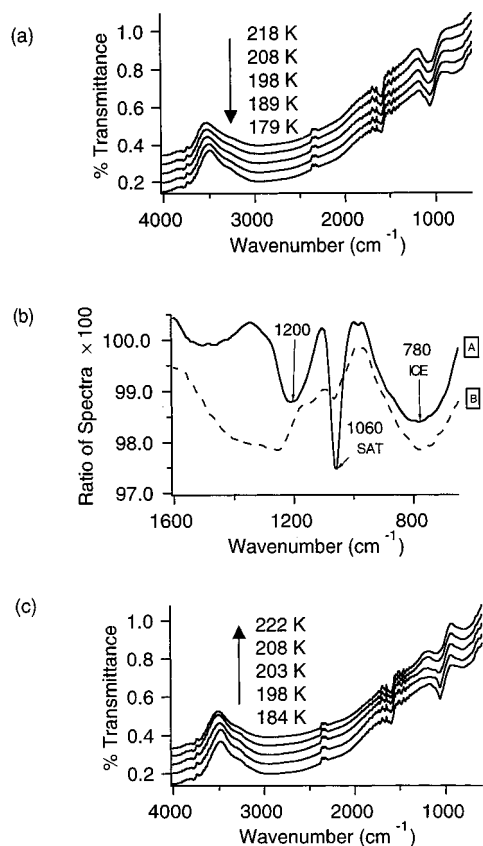 (a)
% Transmittance
1.0
0.8
0.6
0.4
0.2
218 K
208 K
198 K
189 K
179 K
4000
3000
2000
1000
Wavenumber (cm⁻¹)
(b)
Ratio of Spectra × 100
100.0
99.0
98.0
97.0
1200
780
ICE
1060
SAT
A
B
1600
1200
800
Wavenumber (cm⁻¹)
(c)
% Transmittance
1.0
0.8
0.6
0.4
0.2
222 K
208 K
203 K
198 K
184 K
4000
3000
2000
1000
Wavenumber (cm⁻¹)